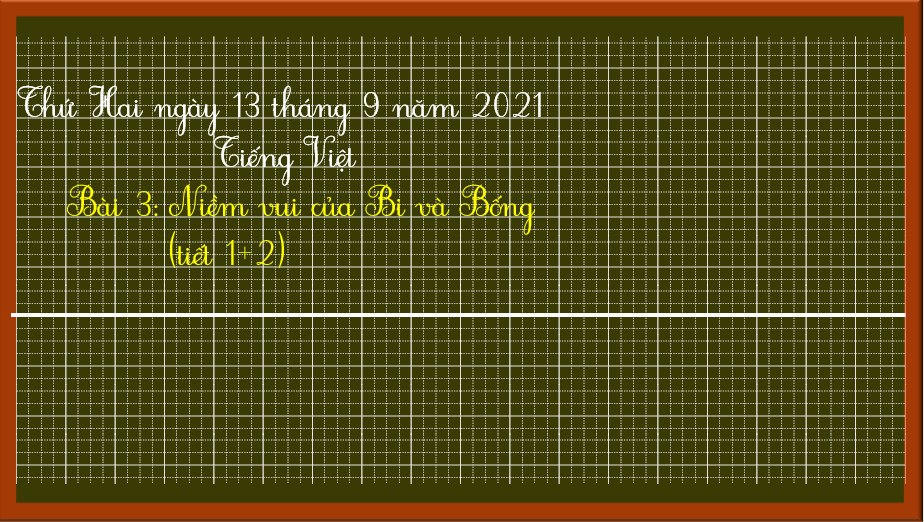 Thứ Hai ngày 13 tháng 9 năm 2021
Tiếng Việt
Bài 3: Niềm vui của Bi và Bống
(tiết 1+2)